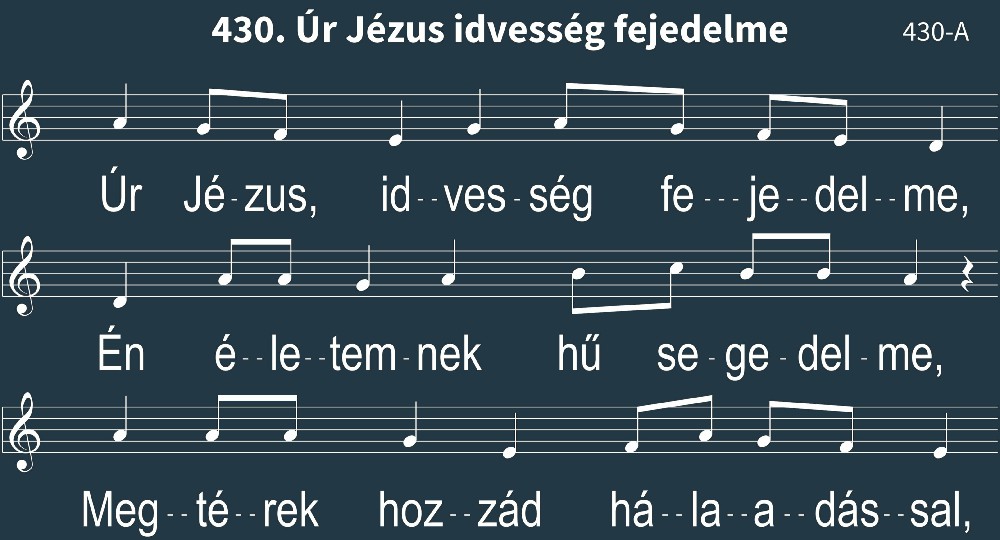 430. Úr Jézus idvesség fejedelme
430-A
Úr Jé-zus, id--ves-ség fe---je--del--me,
Én é--le--tem-nek hű se-ge-del-me,
Meg--té--rek hoz--zád há--la--a--dás--sal,